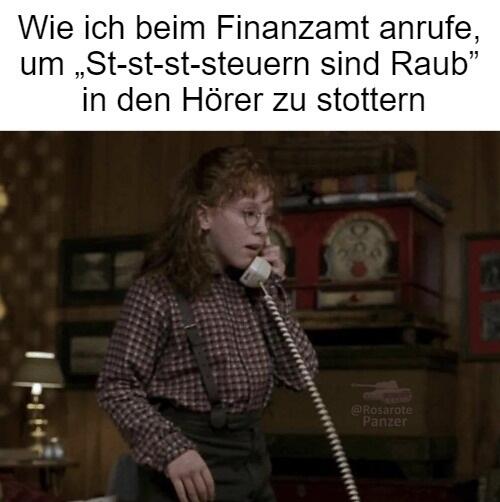 Wie ich beim Finanzamt anrufe,
um „St-st-st-steuern sind Raub”
in den Hörer zu stottern
@Rosarote
Panzer